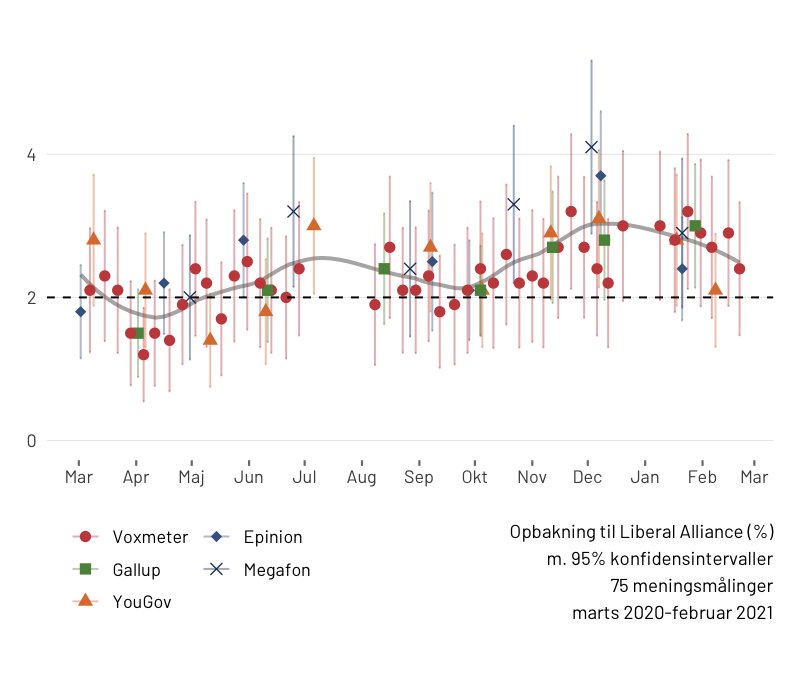 4
2
0
Mar Apr Maj Jun Jul Aug Sep Okt Nov Dec Jan Feb Mar
Voxmeter
Epinion
Gallup
Megafon
YouGov
Opbakning til Liberal Alliance (%)
m. 95% konfidensintervaller
75 meningsmålinger
marts 2020-februar 2021